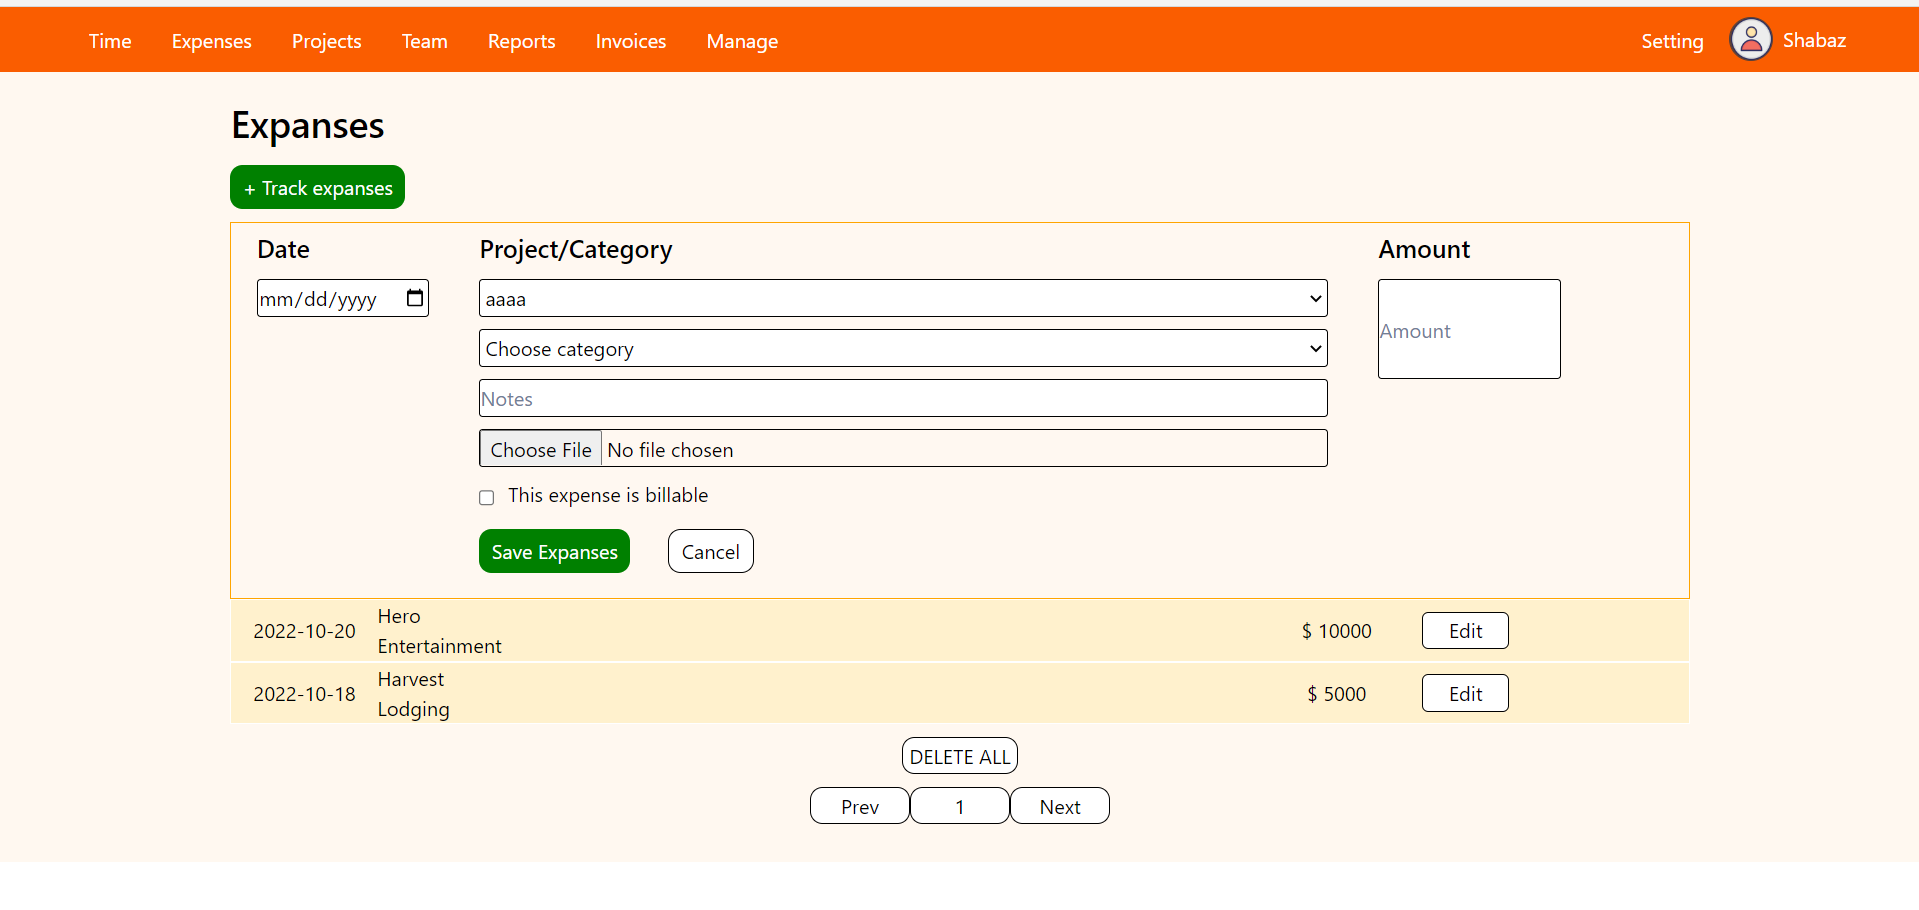 Time Expenses Projects Team Reports Invoices Manage Setting Shabaz
Expanses
+ Track expanses
Date Project/Category Amount
mm/dd/yyyy aaaa
Amount
Choose category
Notes
Choose File No file chosen
This expense is billable
Save Expanses Cancel
2022-10-20 Hero
Entertainment $ 10000 Edit
2022-10-18 Harvest
Lodging $ 5000 Edit
DELETE ALL
Prev 1 Next